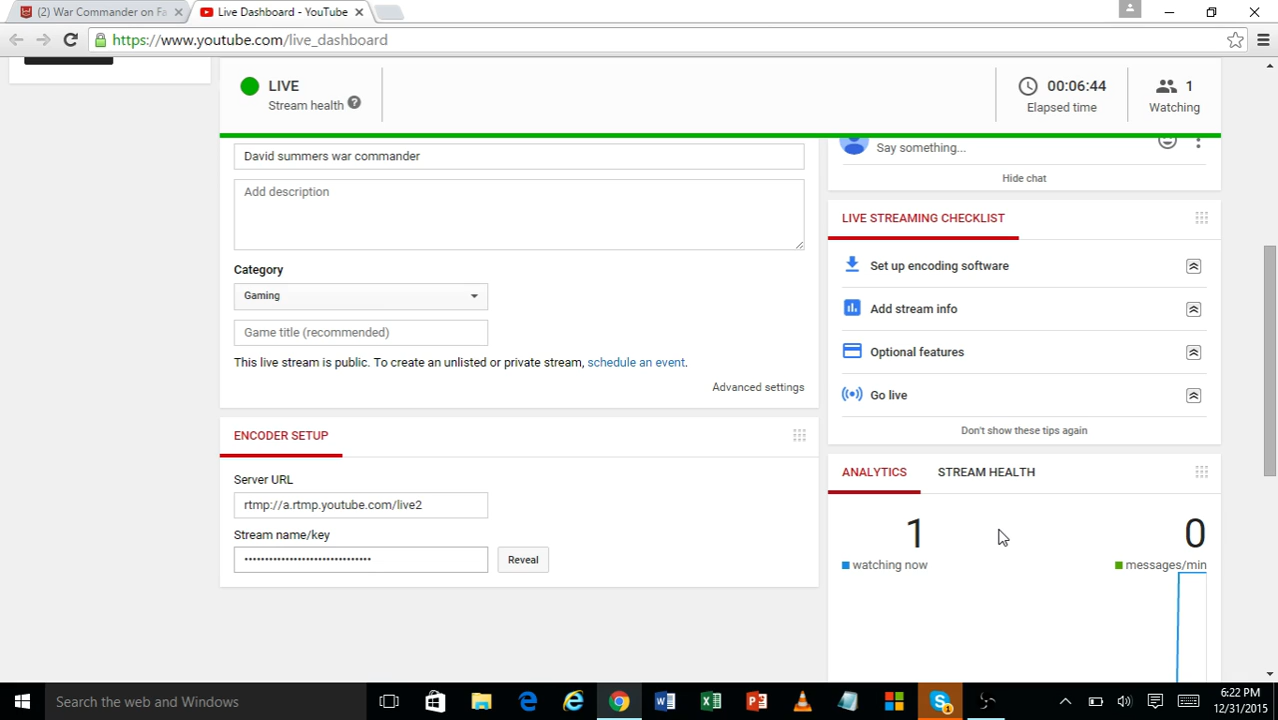 (2) War Commander on Fa
Live Dashboard - YouTube
https://www.youtube.com/live_dashboard
LIVE
Stream health ?
00:06:44
Elapsed time
1
Watching
David summers war commander
Add description
Category
Gaming
Game title (recommended)
This live stream is public. To create an unlisted or private stream, schedule an event.
Advanced settings
ENCODER SETUP
Server URL
rtmp://a.rtmp.youtube.com/live2
Stream name/key
Reveal
Say something...
Hide chat
LIVE STREAMING CHECKLIST
Set up encoding software
Add stream info
Optional features
Go live
Don't show these tips again
ANALYTICS
STREAM HEALTH
1
watching now
0
messages/min
Search the web and Windows
6:22 PM
12/31/2015